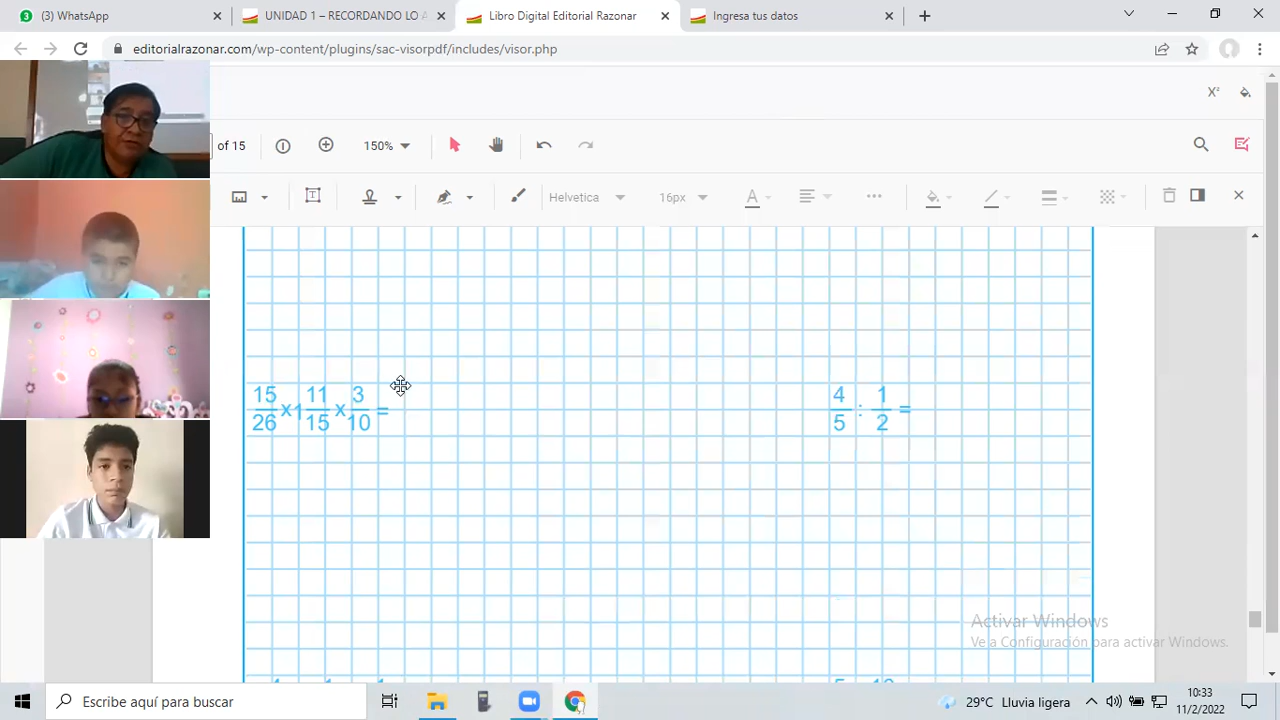 (3) WhatsApp
UNIDAD 1 – RECORDANDO LO A
Libro Digital Editorial Razonar
Ingresa tus datos
editorialrazonar.com/wp-content/plugins/sac-visorpdf/includes/visor.php
X²
of 15
150%
Helvetica
16px
A
15/26 x 1 11/15 x 3/10 =
4/5 : 1/2 =
Activar Windows
Ve a Configuración para activar Windows.
Escribe aquí para buscar
29°C Lluvia ligera
10:33
11/2/2022